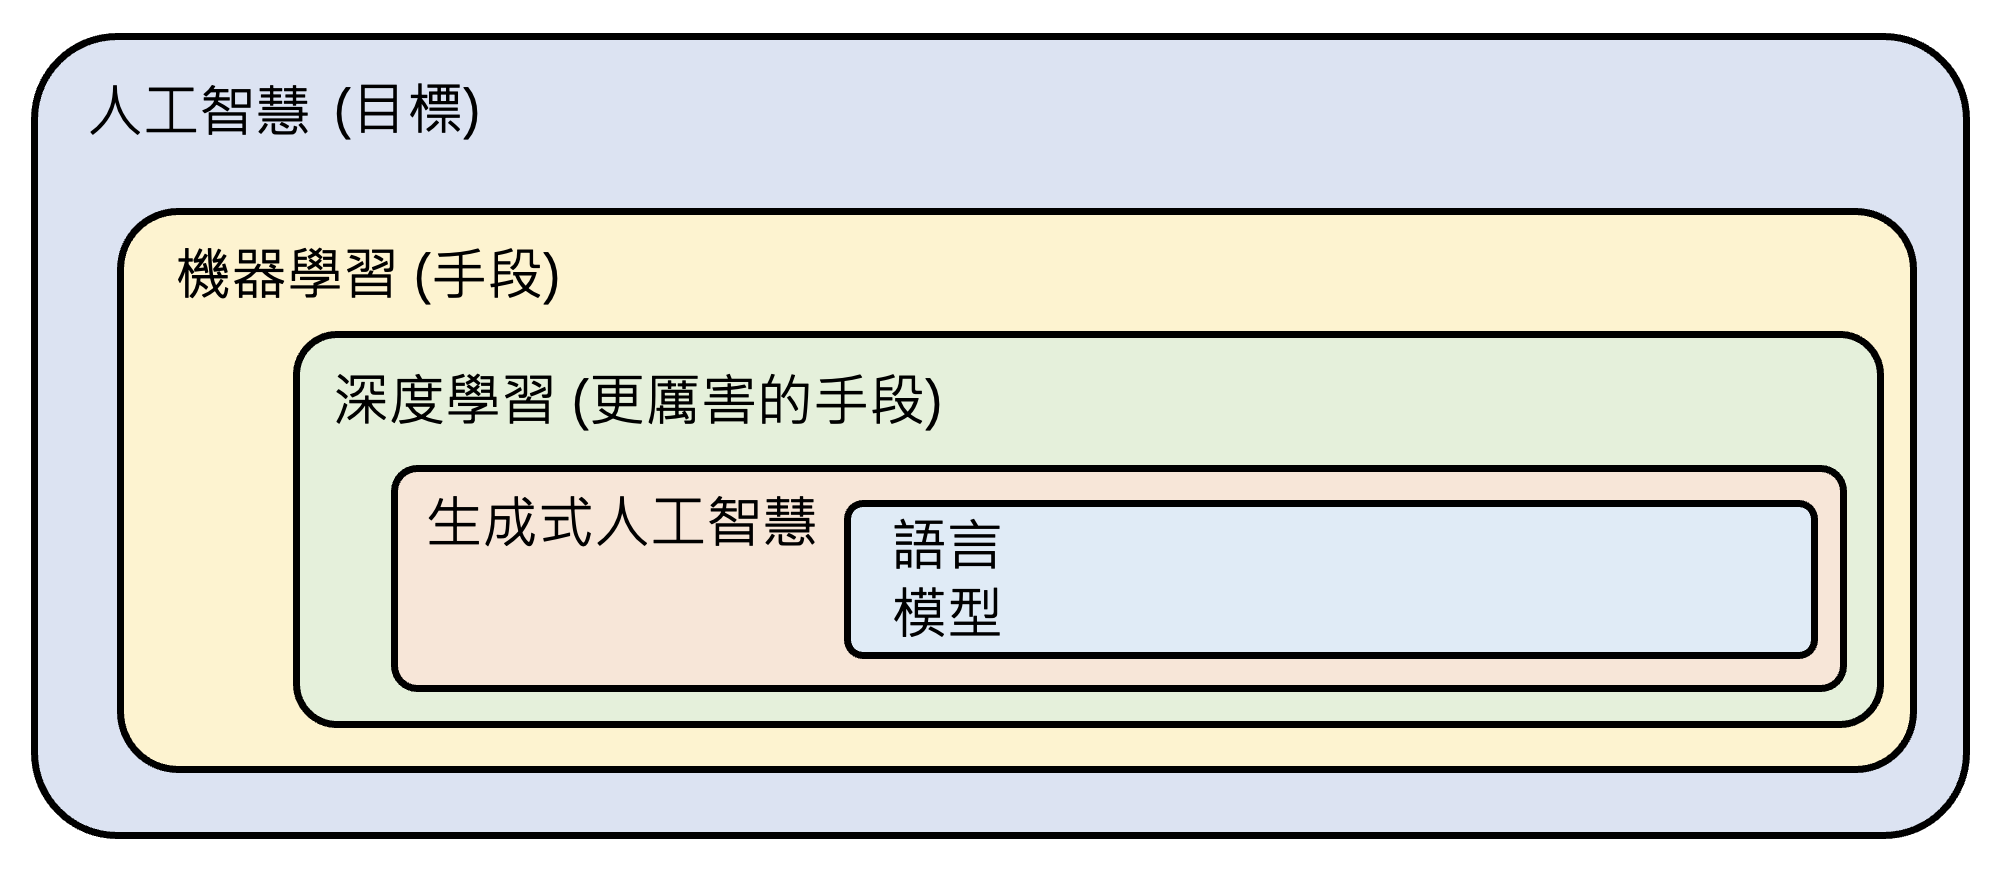 人工智慧 (目標)
機器學習 (手段)
深度學習 (更厲害的手段)
生成式人工智慧
語言
模型